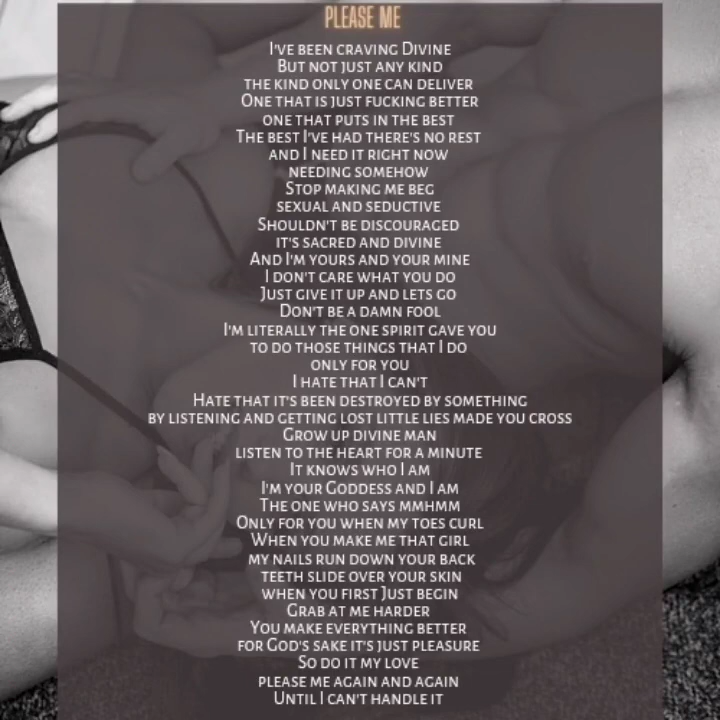 PLEASE ME
I'VE BEEN CRAVING DIVINE
BUT NOT JUST ANY KIND
THE KIND ONLY ONE CAN DELIVER
ONE THAT IS JUST FUCKING BETTER
ONE THAT PUTS IN THE BEST
THE BEST I'VE HAD THERE'S NO REST
AND I NEED IT RIGHT NOW
NEEDING SOMEHOW
STOP MAKING ME BEG
SEXUAL AND SEDUCTIVE
SHOULDN'T BE DISCOURAGED
IT'S SACRED AND DIVINE
AND I'M YOURS AND YOUR MINE
I DON'T CARE WHAT YOU DO
JUST GIVE IT UP AND LETS GO
DON'T BE A DAMN FOOL
I'M LITERALLY THE ONE SPIRIT GAVE YOU
TO DO THOSE THINGS THAT I DO
ONLY FOR YOU
I HATE THAT I CAN'T
HATE THAT IT'S BEEN DESTROYED BY SOMETHING
BY LISTENING AND GETTING LOST LITTLE LIES MADE YOU CROSS
GROW UP DIVINE MAN
LISTEN TO THE HEART FOR A MINUTE
IT KNOWS WHO I AM
I'M YOUR GODDESS AND I AM
THE ONE WHO SAYS MMHMM
ONLY FOR YOU WHEN MY TOES CURL
WHEN YOU MAKE ME THAT GIRL
MY NAILS RUN DOWN YOUR BACK
TEETH SLIDE OVER YOUR SKIN
WHEN YOU FIRST JUST BEGIN
GRAB AT ME HARDER
YOU MAKE EVERYTHING BETTER
FOR GOD'S SAKE IT'S JUST PLEASURE
SO DO IT MY LOVE
PLEASE ME AGAIN AND AGAIN
UNTIL I CAN'T HANDLE IT